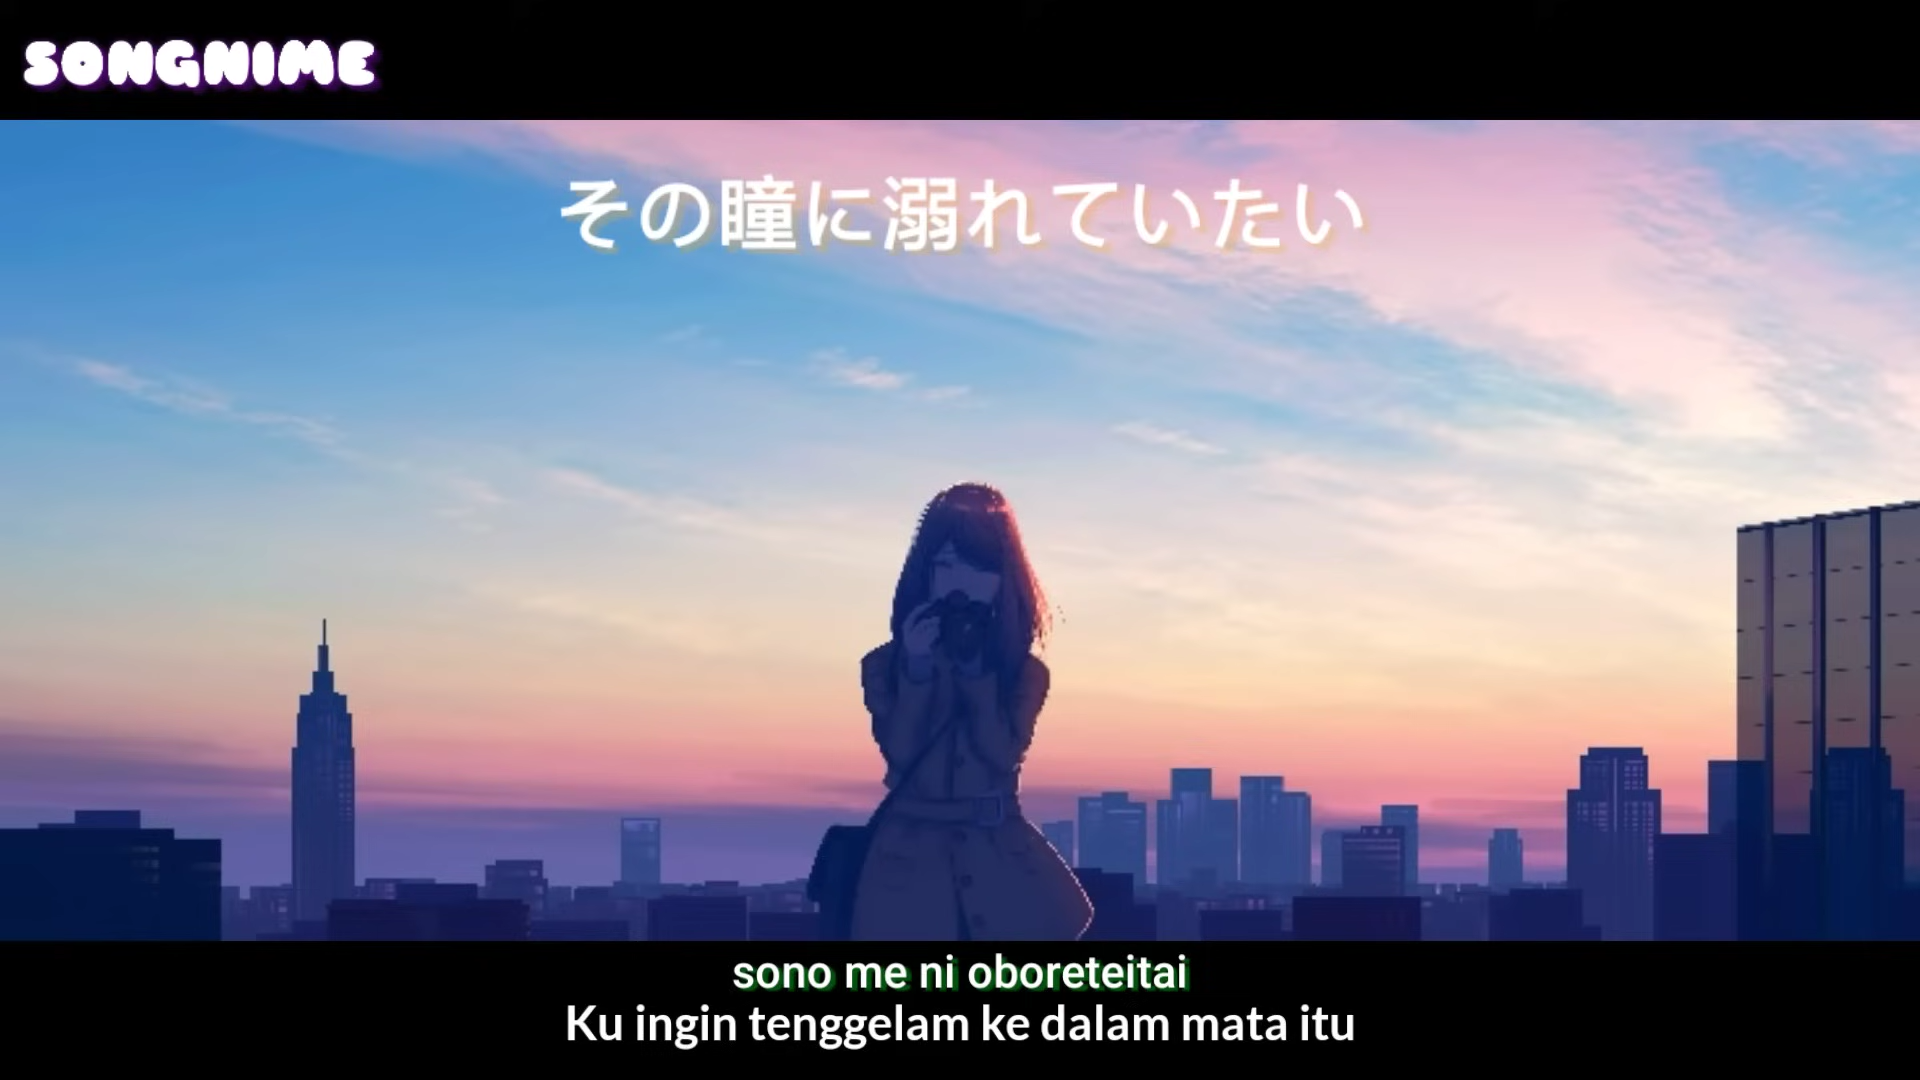 SONGNIME
その瞳に溺れていたい
sono me ni oboreteitai
Ku ingin tenggelam ke dalam mata itu